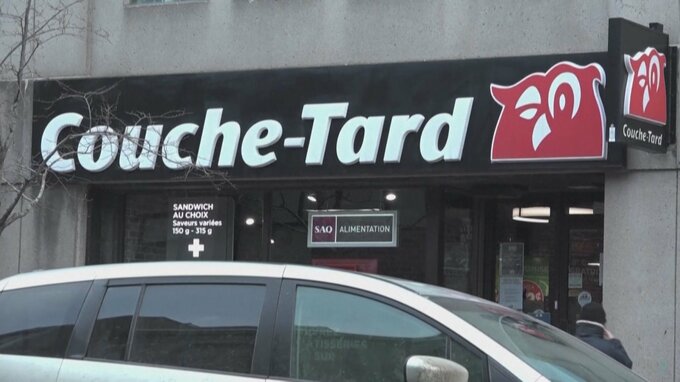 Couche-Tard
Couche-Tard
SANDWICH
AU CHOIX
Saveurs variées
150 g - 315 g
SAQ ALIMENTATION